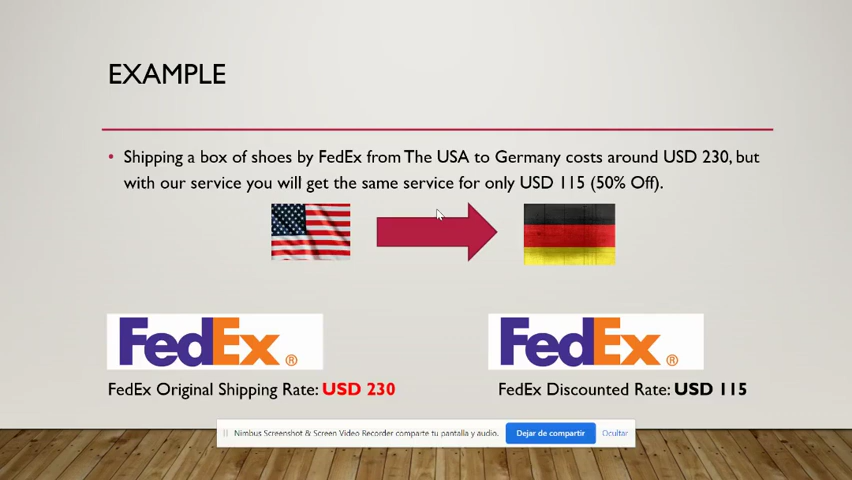 EXAMPLE
• Shipping a box of shoes by FedEx from The USA to Germany costs around USD 230, but
with our service you will get the same service for only USD 115 (50% Off).
FedEx®
FedEx®
FedEx Original Shipping Rate: USD 230
FedEx Discounted Rate: USD 115
Nimbus Screenshot & Screen Video Recorder comparte tu pantalla y audio.
Dejar de compartir
Ocultar